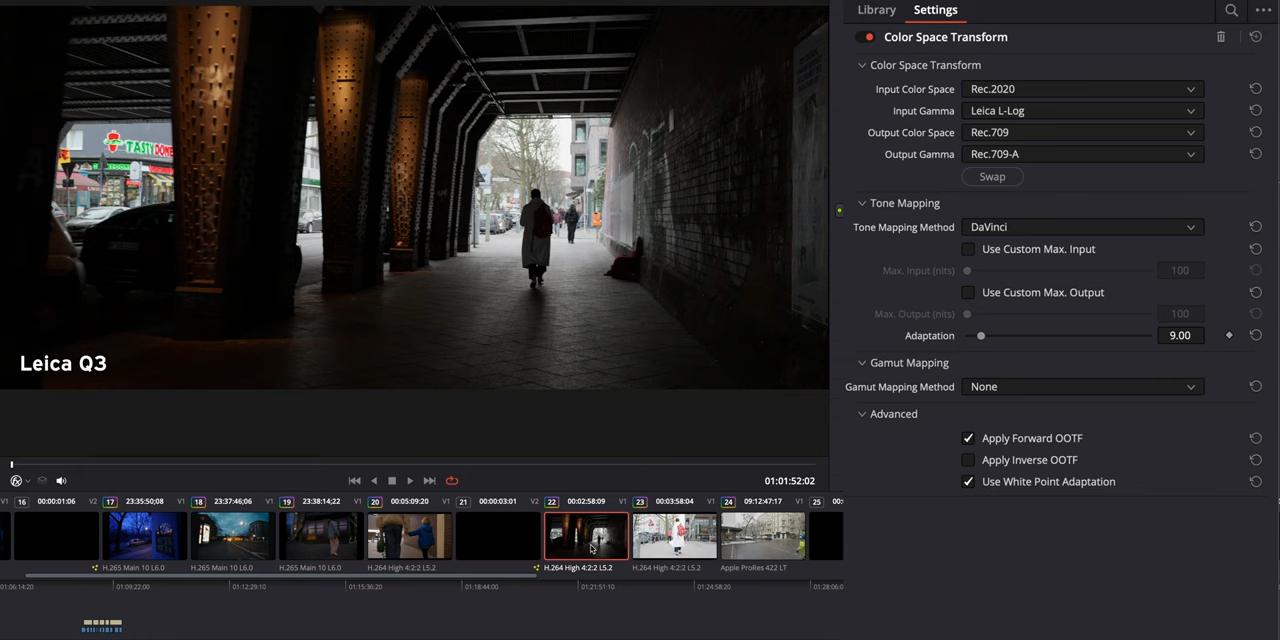 Library Settings
Color Space Transform
Color Space Transform
Input Color Space Rec.2020
Input Gamma Leica L-Log
Output Color Space Rec.709
Output Gamma Rec.709-A
Swap
Tone Mapping
Tone Mapping Method DaVinci
Use Custom Max. Input
Max. Input (nits) 100
Use Custom Max. Output
Max. Output (nits) 100
Adaptation 9.00
Gamut Mapping
Gamut Mapping Method None
Advanced
Apply Forward OOTF
Apply Inverse OOTF
Use White Point Adaptation
TASTY
Leica Q3
01:01:52:02
V1 16 00:00:01:06 V2 17 23:35:50;08 V1 18 23:37:46;06 V1 19 23:38:14;22 V1 20 00:05:09:20 V1 21 00:00:03:01 V2 22 00:02:58:09 V1 23 00:03:58:04 V1 24 09:12:47:17 V1 25 00:
H.265 Main 10 L6.0 H.265 Main 10 L6.0 H.265 Main 10 L6.0 H.264 High 4:2:2 L5.2 H.264 High 4:2:2 L5.2 H.264 High 4:2:2 L5.2 Apple ProRes 422 LT
01:06:14:20 01:09:22:00 01:12:29:10 01:15:36:20 01:18:44:00 01:21:51:10 01:24:58:20 01:28:06:0